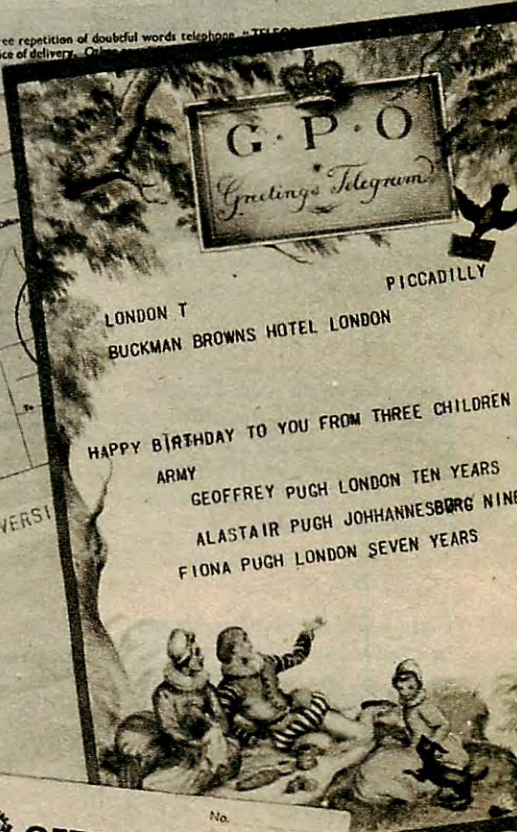 ee repetition of doubtful words telephone "TELEGRAM
ice of delivery.
G·P·O
Greetings Telegram
PICCADILLY
LONDON T
BUCKMAN BROWNS HOTEL LONDON
HAPPY BIRTHDAY TO YOU FROM THREE CHILDREN
ARMY
GEOFFREY PUGH LONDON TEN YEARS
ALASTAIR PUGH JOHHANNESBURG NINE
FIONA PUGH LONDON SEVEN YEARS
VERSI
To
No.